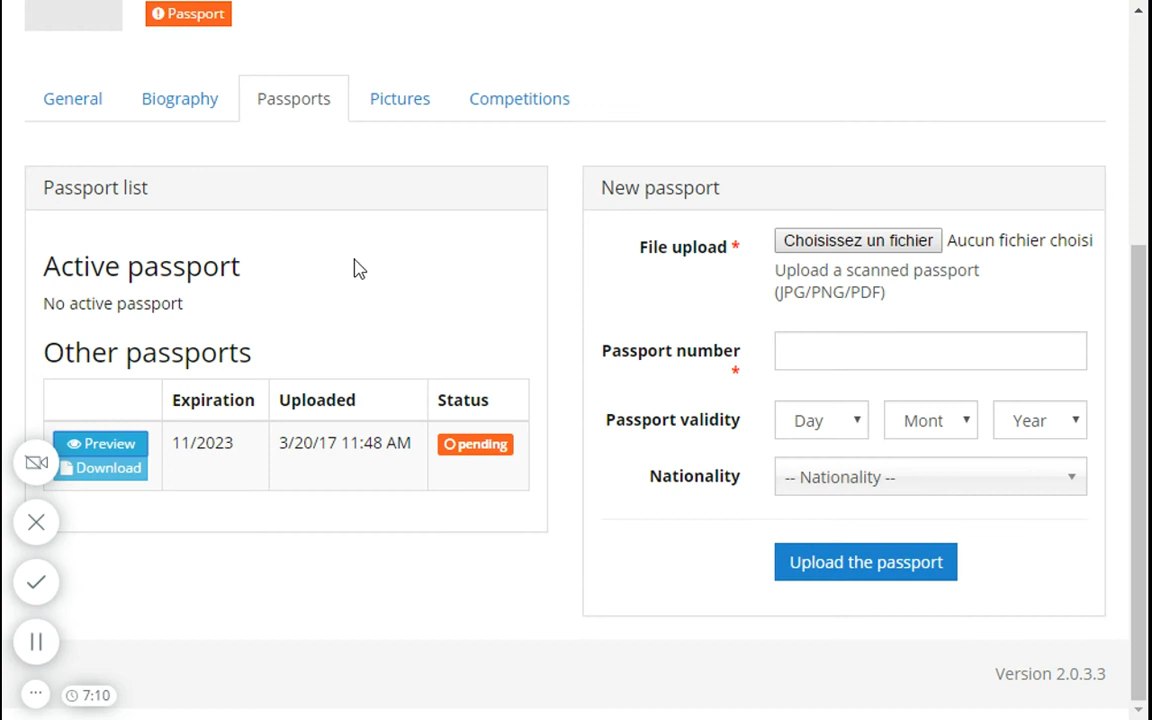 Passport
General Biography Passports Pictures Competitions
Passport list
Active passport
No active passport
Other passports
Expiration Uploaded Status
Preview 11/2023 3/20/17 11:48 AM pending
Download
New passport
File upload * Choisissez un fichier Aucun fichier choisi
Upload a scanned passport
(JPG/PNG/PDF)
Passport number
*
Passport validity Day Mont Year
Nationality -- Nationality --
Upload the passport
Version 2.0.3.3
7:10